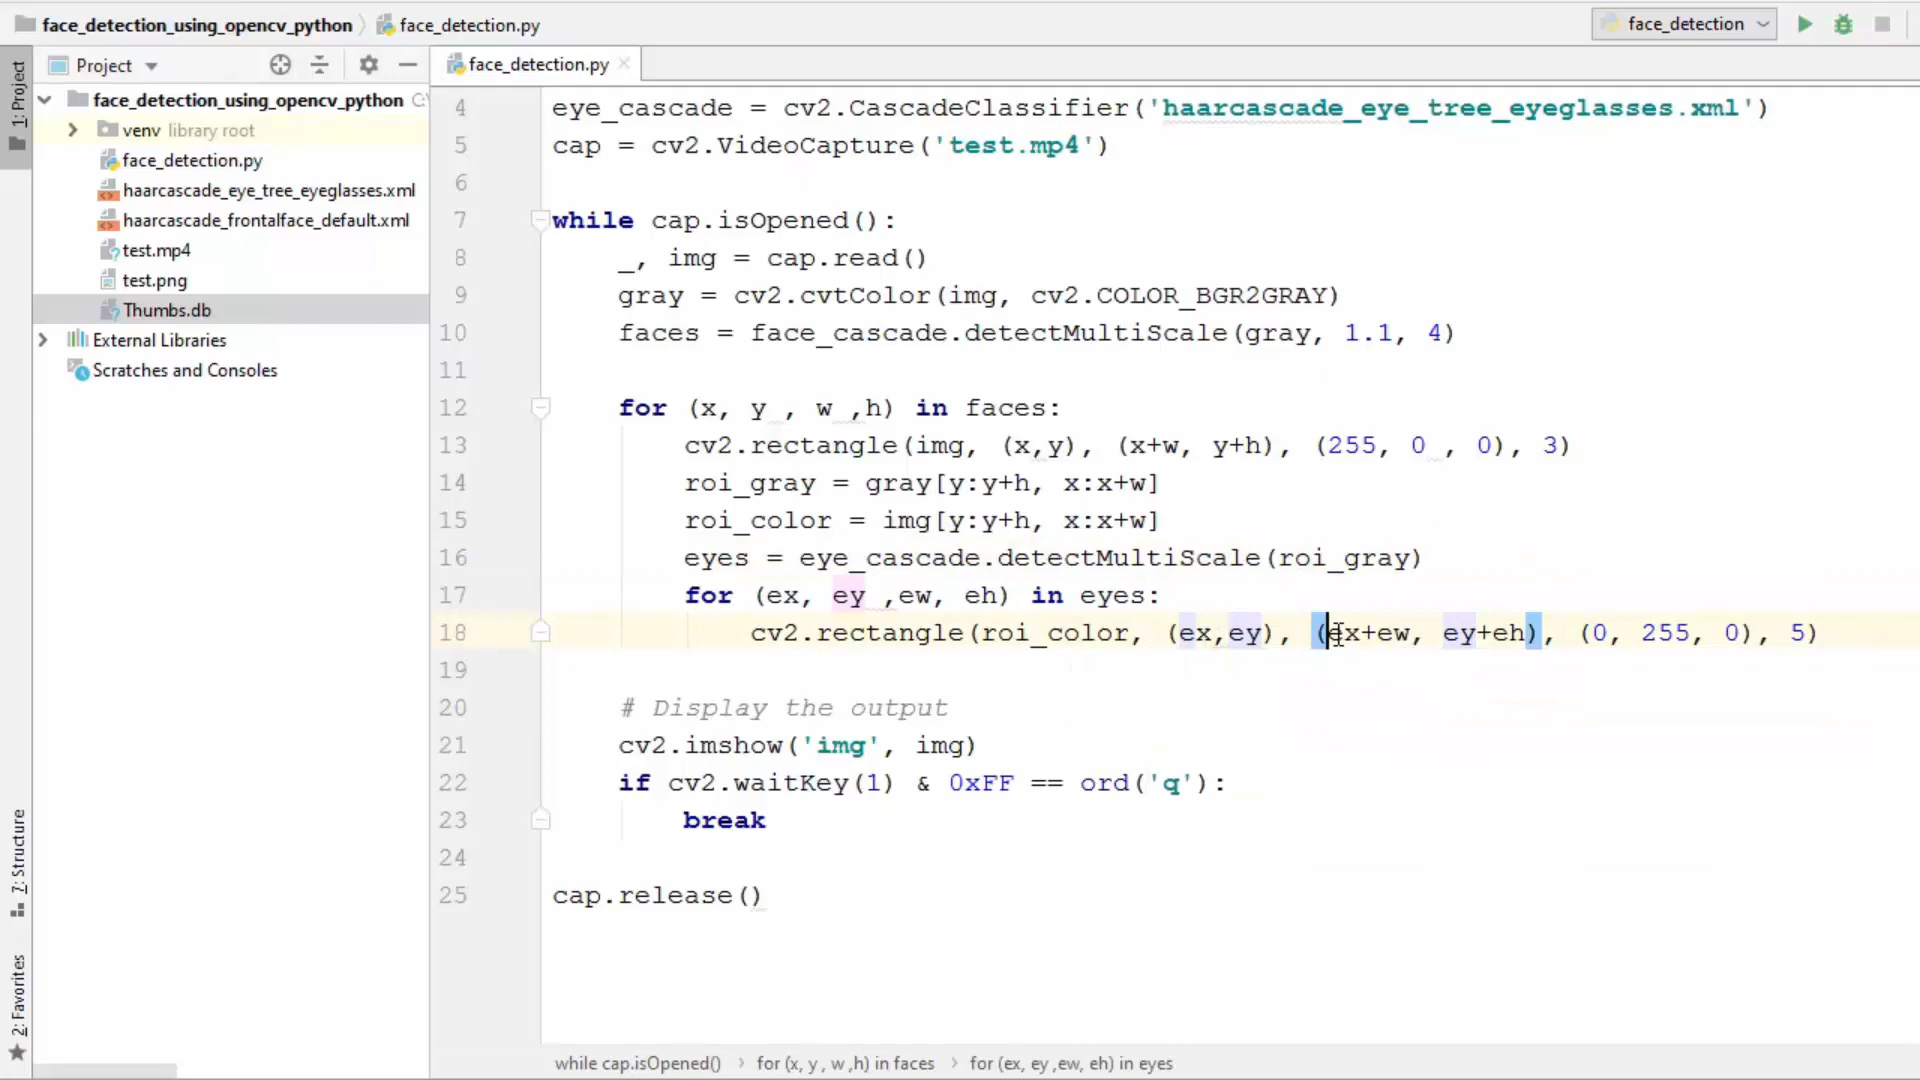 face_detection_using_opencv_python face_detection.py face_detection
1: Project
Project face_detection.py
face_detection_using_opencv_python
venv library root
face_detection.py
haarcascade_eye_tree_eyeglasses.xml
haarcascade_frontalface_default.xml
test.mp4
test.png
Thumbs.db
External Libraries
Scratches and Consoles
7: Structure
2: Favorites
4 eye_cascade = cv2.CascadeClassifier('haarcascade_eye_tree_eyeglasses.xml')
5 cap = cv2.VideoCapture('test.mp4')
6
7 while cap.isOpened():
8 _, img = cap.read()
9 gray = cv2.cvtColor(img, cv2.COLOR_BGR2GRAY)
10 faces = face_cascade.detectMultiScale(gray, 1.1, 4)
11
12 for (x, y , w ,h) in faces:
13 cv2.rectangle(img, (x,y), (x+w, y+h), (255, 0 , 0), 3)
14 roi_gray = gray[y:y+h, x:x+w]
15 roi_color = img[y:y+h, x:x+w]
16 eyes = eye_cascade.detectMultiScale(roi_gray)
17 for (ex, ey ,ew, eh) in eyes:
18 cv2.rectangle(roi_color, (ex,ey), (ex+ew, ey+eh), (0, 255, 0), 5)
19
20 # Display the output
21 cv2.imshow('img', img)
22 if cv2.waitKey(1) & 0xFF == ord('q'):
23 break
24
25 cap.release()
while cap.isOpened() for (x, y , w ,h) in faces for (ex, ey ,ew, eh) in eyes